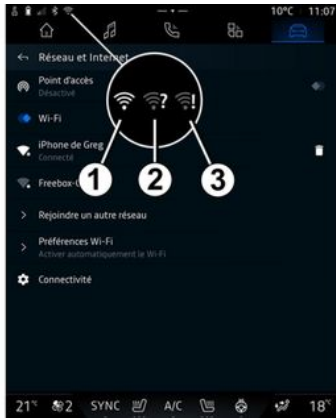 10°C 11:07
Réseau et Internet
Point d'accès
Désactivé
Wi-Fi
? !
iPhone de Greg
Connecté
1 2 3
Rejoindre un autre réseau
Préférences Wi-Fi
Activer automatiquement le Wi-Fi
Connectivité
21° 2 SYNC A/C 18°